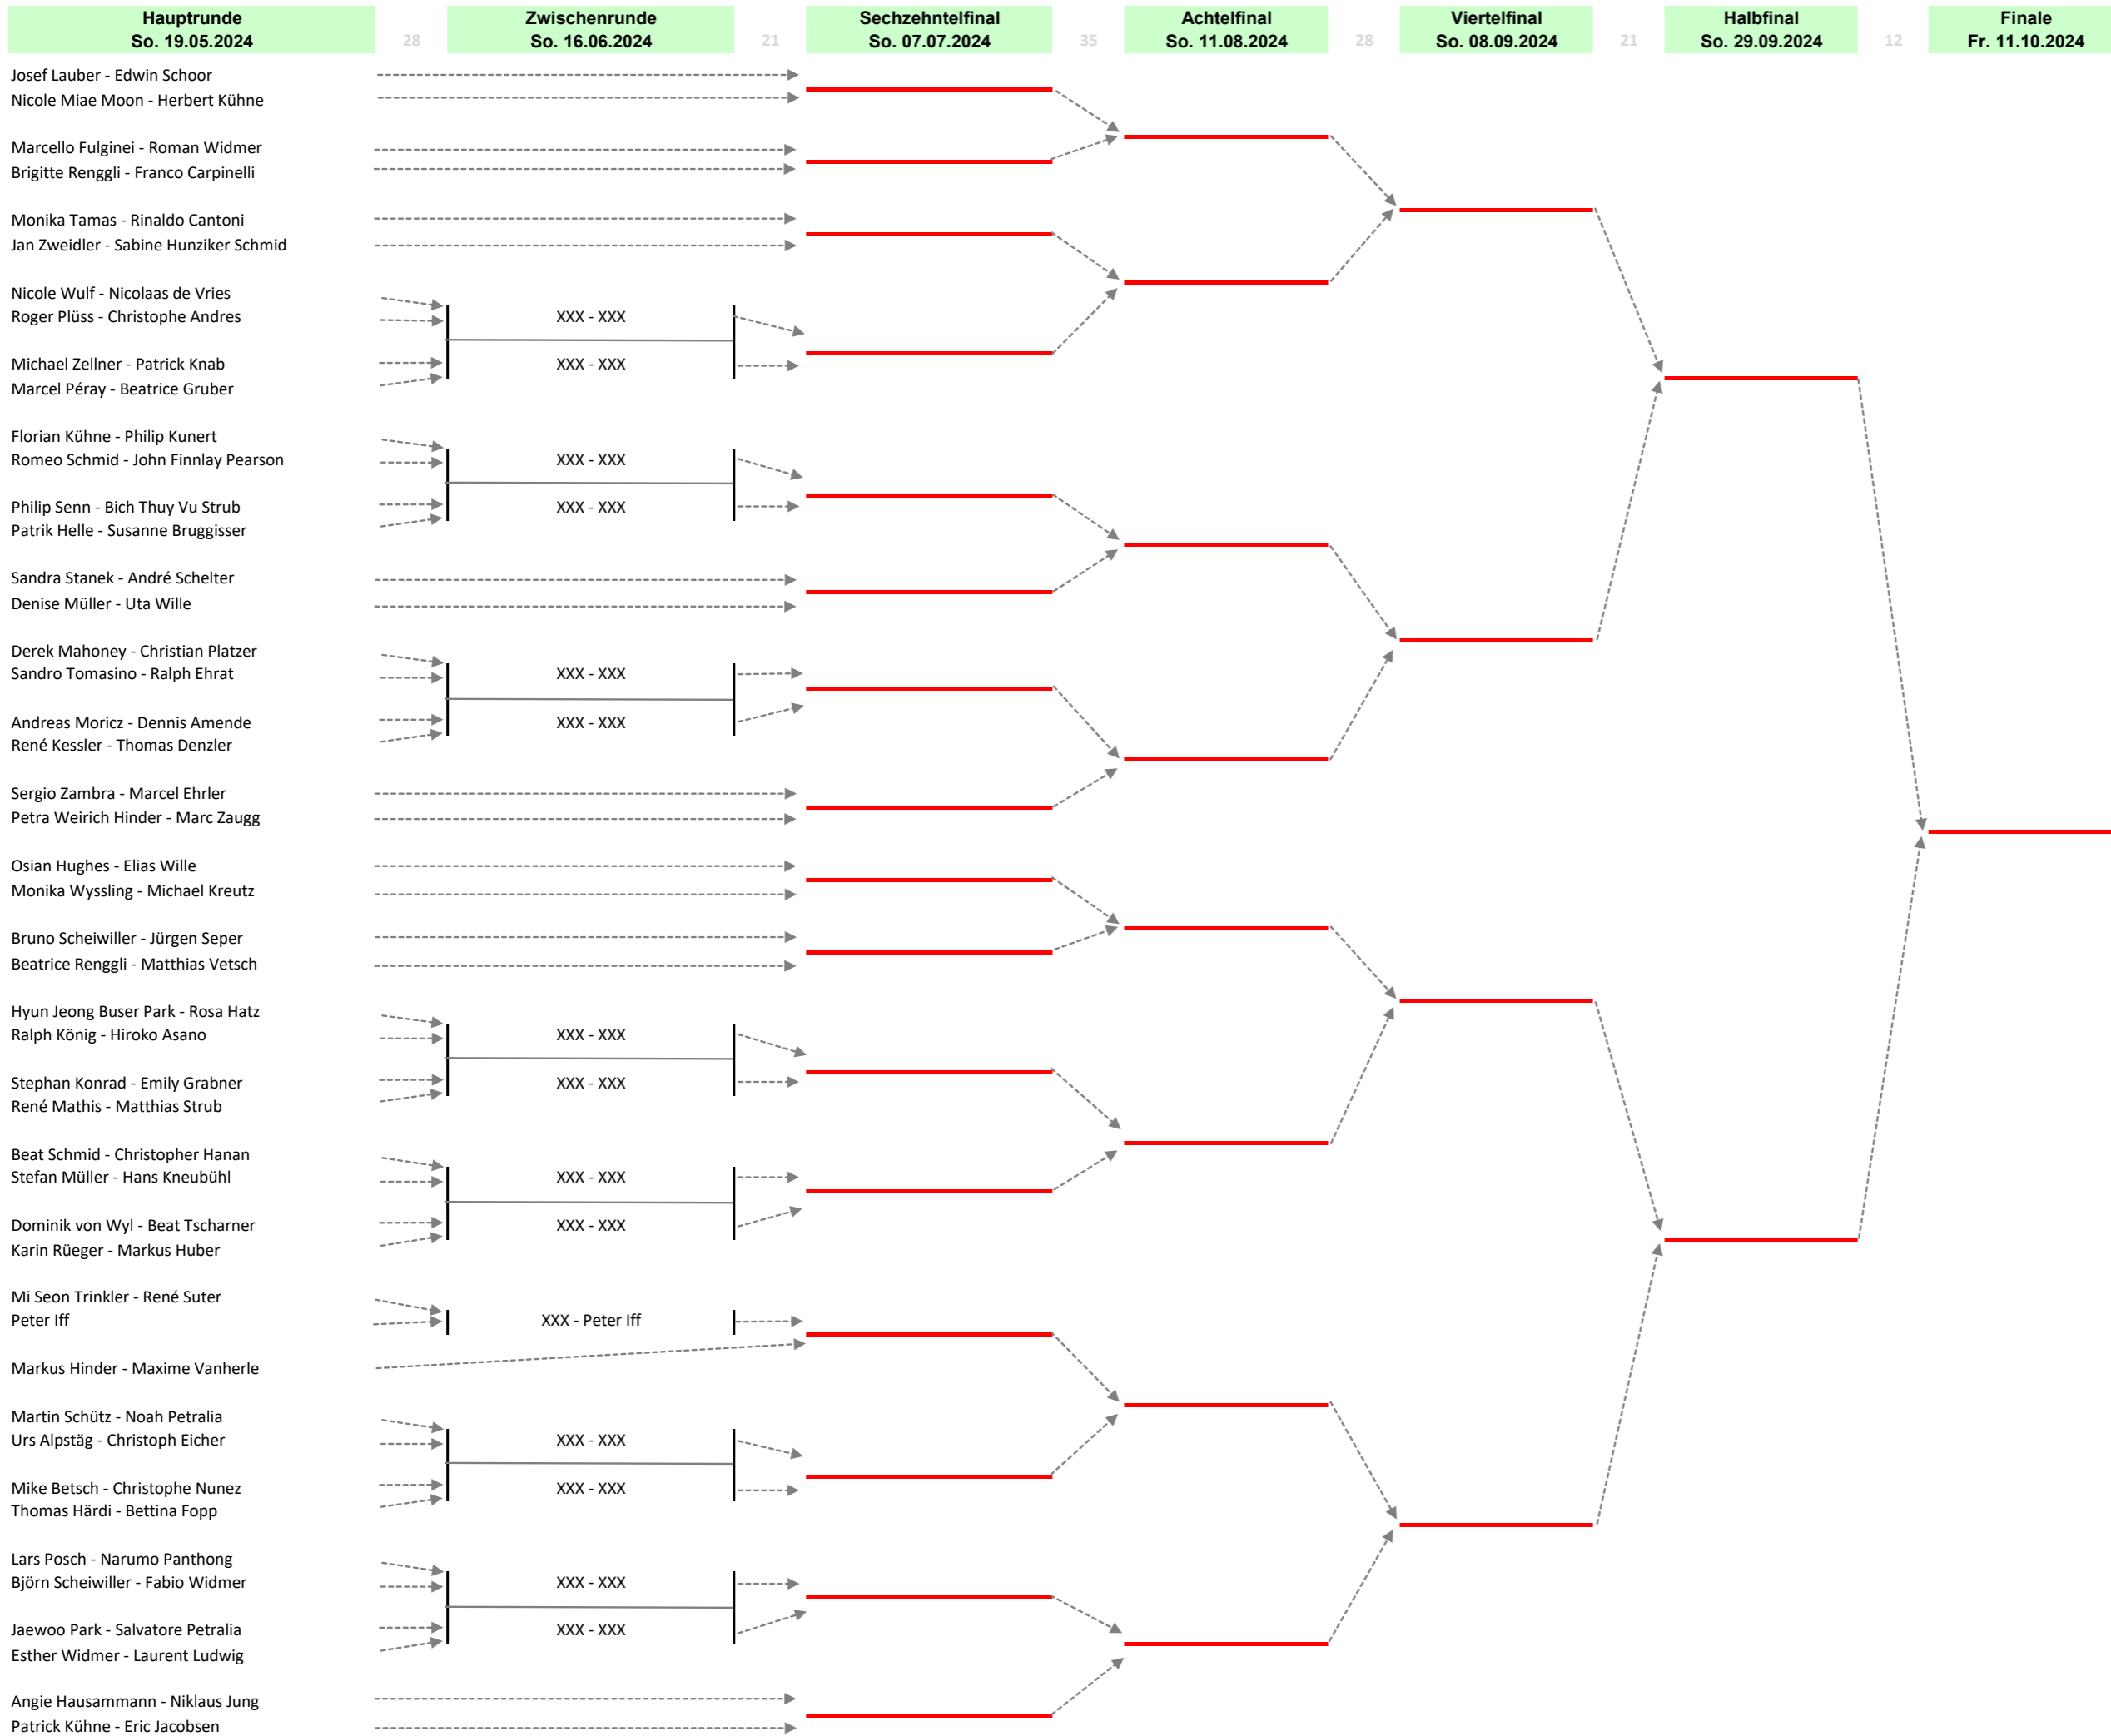 Hauptrunde
So. 19.05.2024
28
Zwischenrunde
So. 16.06.2024
21
Sechzehntelfinal
So. 07.07.2024
35
Achtelfinal
So. 11.08.2024
28
Viertelfinal
So. 08.09.2024
21
Halbfinal
So. 29.09.2024
12
Finale
Fr. 11.10.2024
Josef Lauber - Edwin Schoor
Nicole Miae Moon - Herbert Kühne
Marcello Fulginei - Roman Widmer
Brigitte Renggli - Franco Carpinelli
Monika Tamas - Rinaldo Cantoni
Jan Zweidler - Sabine Hunziker Schmid
Nicole Wulf - Nicolaas de Vries
Roger Plüss - Christophe Andres
XXX - XXX
Michael Zellner - Patrick Knab
XXX - XXX
Marcel Péray - Beatrice Gruber
Florian Kühne - Philip Kunert
Romeo Schmid - John Finnlay Pearson
XXX - XXX
Philip Senn - Bich Thuy Vu Strub
XXX - XXX
Patrik Helle - Susanne Bruggisser
Sandra Stanek - André Schelter
Denise Müller - Uta Wille
Derek Mahoney - Christian Platzer
Sandro Tomasino - Ralph Ehrat
XXX - XXX
Andreas Moricz - Dennis Amende
XXX - XXX
René Kessler - Thomas Denzler
Sergio Zambra - Marcel Ehrler
Petra Weirich Hinder - Marc Zaugg
Osian Hughes - Elias Wille
Monika Wyssling - Michael Kreutz
Bruno Scheiwiller - Jürgen Seper
Beatrice Renggli - Matthias Vetsch
Hyun Jeong Buser Park - Rosa Hatz
Ralph König - Hiroko Asano
XXX - XXX
Stephan Konrad - Emily Grabner
XXX - XXX
René Mathis - Matthias Strub
Beat Schmid - Christopher Hanan
Stefan Müller - Hans Kneubühl
XXX - XXX
Dominik von Wyl - Beat Tscharner
XXX - XXX
Karin Rüeger - Markus Huber
Mi Seon Trinkler - René Suter
Peter Iff
XXX - Peter Iff
Markus Hinder - Maxime Vanherle
Martin Schütz - Noah Petralia
Urs Alpstäg - Christoph Eicher
XXX - XXX
Mike Betsch - Christophe Nunez
XXX - XXX
Thomas Härdi - Bettina Fopp
Lars Posch - Narumo Panthong
Björn Scheiwiller - Fabio Widmer
XXX - XXX
Jaewoo Park - Salvatore Petralia
XXX - XXX
Esther Widmer - Laurent Ludwig
Angie Hausammann - Niklaus Jung
Patrick Kühne - Eric Jacobsen